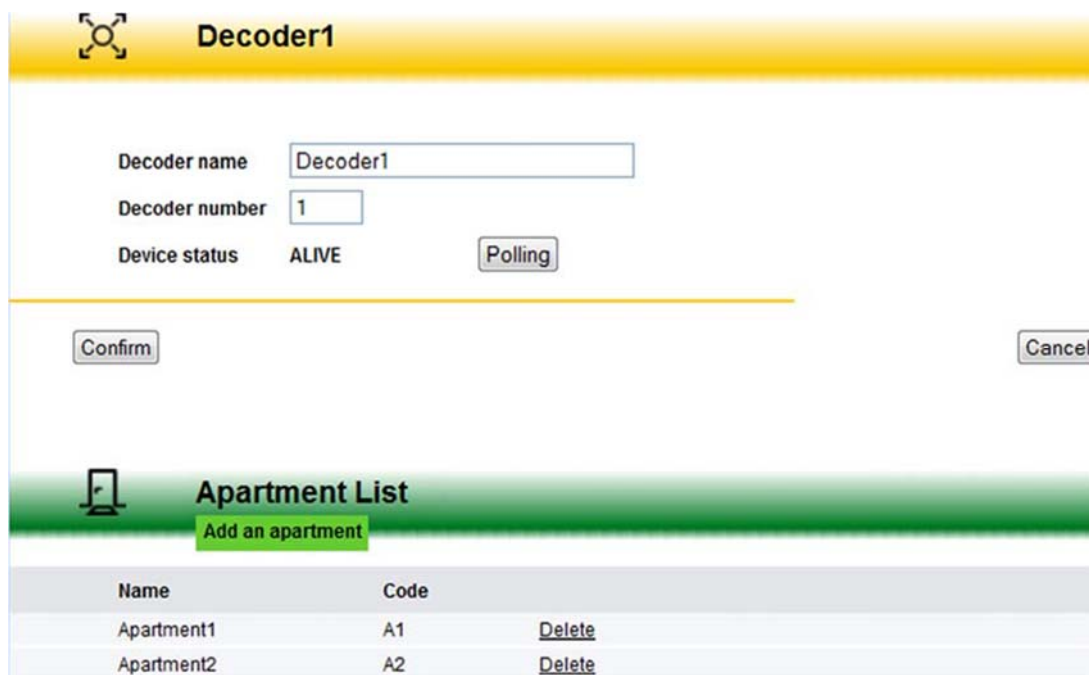 Decoder1
Decoder name Decoder1
Decoder number 1
Device status ALIVE Polling
Confirm Cancel
Apartment List
Add an apartment
Name Code
Apartment1 A1 Delete
Apartment2 A2 Delete